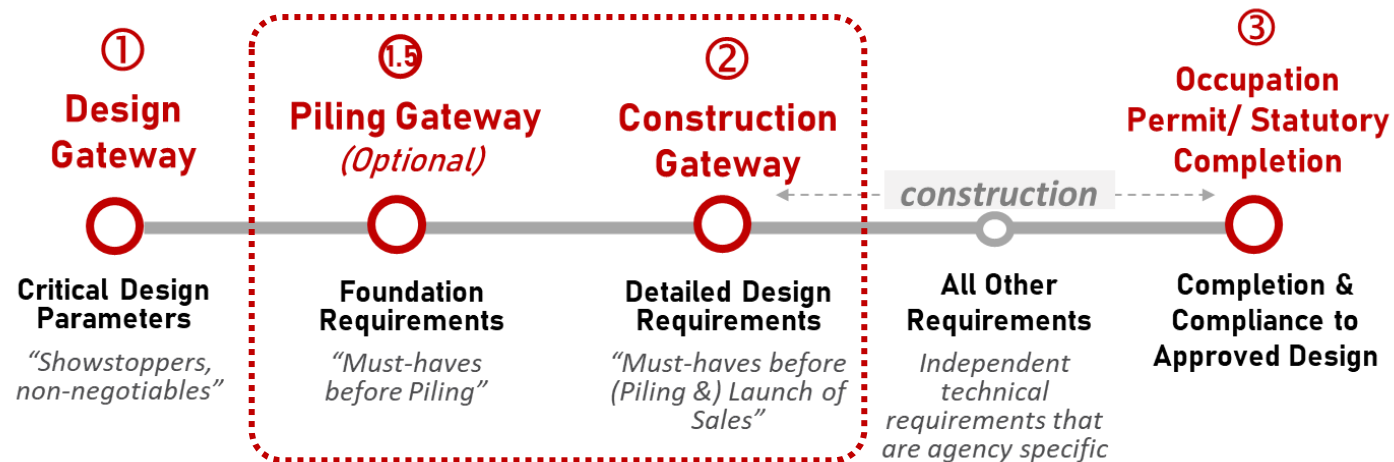 ①
Design
Gateway
Critical Design
Parameters
“Showstoppers,
non-negotiables”
1.5
Piling Gateway
(Optional)
Foundation
Requirements
“Must-haves
before Piling”
②
Construction
Gateway
Detailed Design
Requirements
“Must-haves before
(Piling &) Launch of
Sales”
construction
All Other
Requirements
Independent
technical
requirements that
are agency specific
③
Occupation
Permit/ Statutory
Completion
Completion &
Compliance to
Approved Design